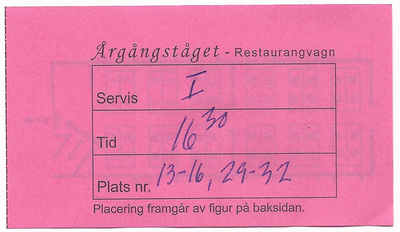 Årgångståget - Restaurangvagn
Servis I
Tid 16 30
Plats nr. 13-16, 29-32
Placering framgår av figur på baksidan.